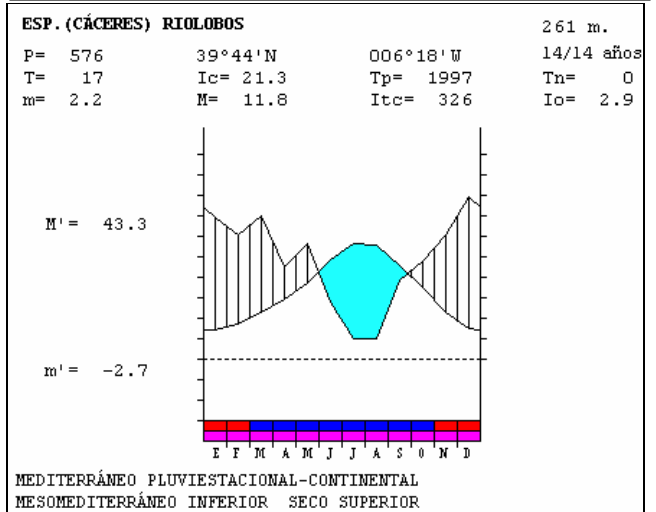 ESP.(CÁCERES) RIOLOBOS 261 m.
P= 576 39°44'N 006°18'W 14/14 años
T= 17 Ic= 21.3 Tp= 1997 Tn= 0
m= 2.2 M= 11.8 Itc= 326 Io= 2.9
M'= 43.3
m'= -2.7
E F M A M J J A S O N D
MEDITERRÁNEO PLUVIESTACIONAL-CONTINENTAL
MESOMEDITERRÁNEO INFERIOR SECO SUPERIOR